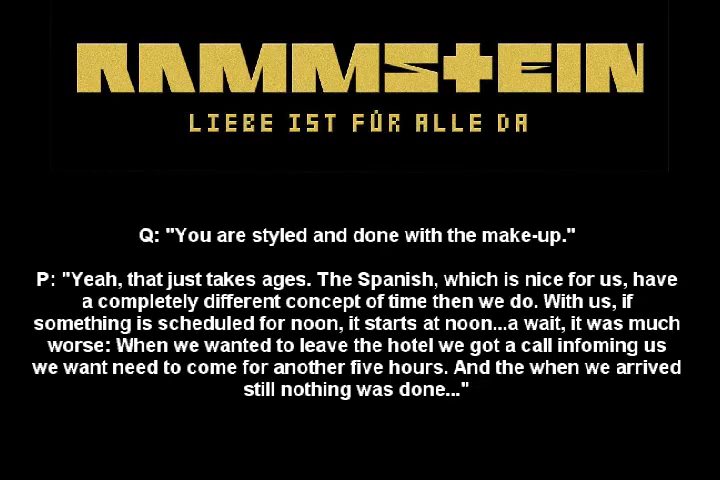 RAMMSTEIN
LIEBE IST FÜR ALLE DA
Q: "You are styled and done with the make-up."
P: "Yeah, that just takes ages. The Spanish, which is nice for us, have
a completely different concept of time then we do. With us, if
something is scheduled for noon, it starts at noon...a wait, it was much
worse: When we wanted to leave the hotel we got a call infoming us
we want need to come for another five hours. And the when we arrived
still nothing was done..."